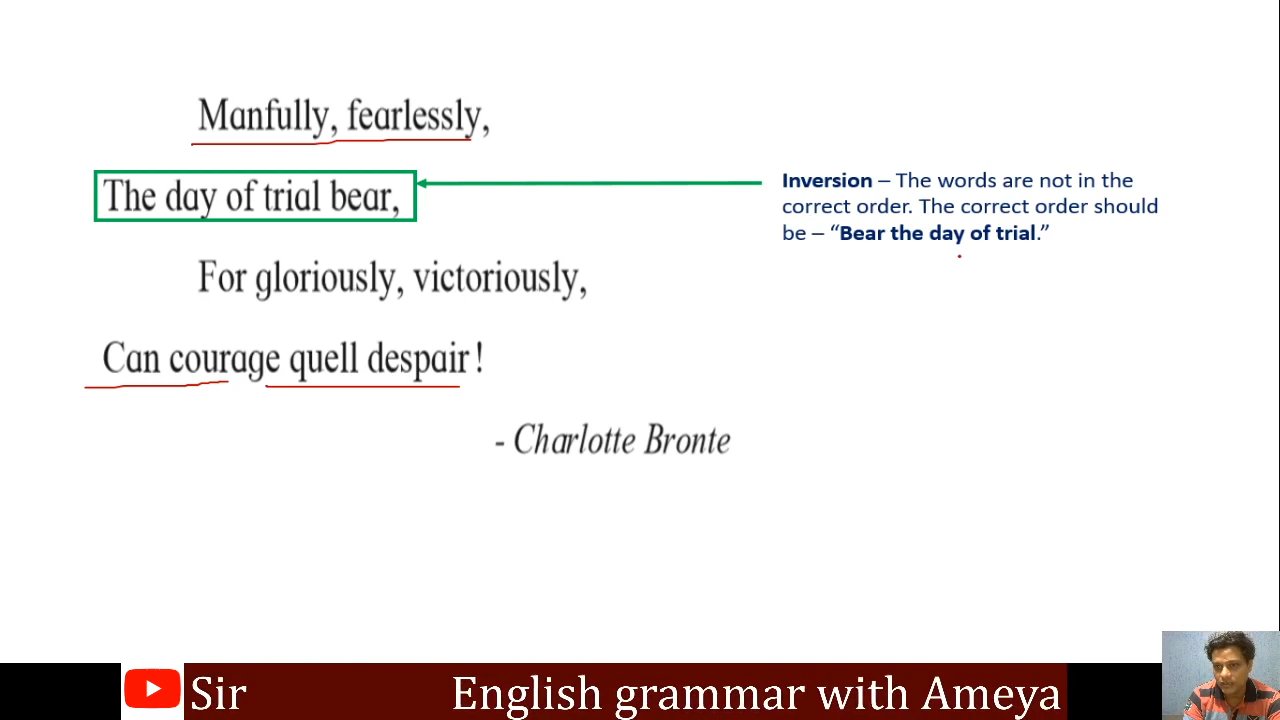 Manfully, fearlessly,
The day of trial bear,
Inversion – The words are not in the
correct order. The correct order should
be – “Bear the day of trial.”
For gloriously, victoriously,
Can courage quell despair!
- Charlotte Bronte
Sir English grammar with Ameya